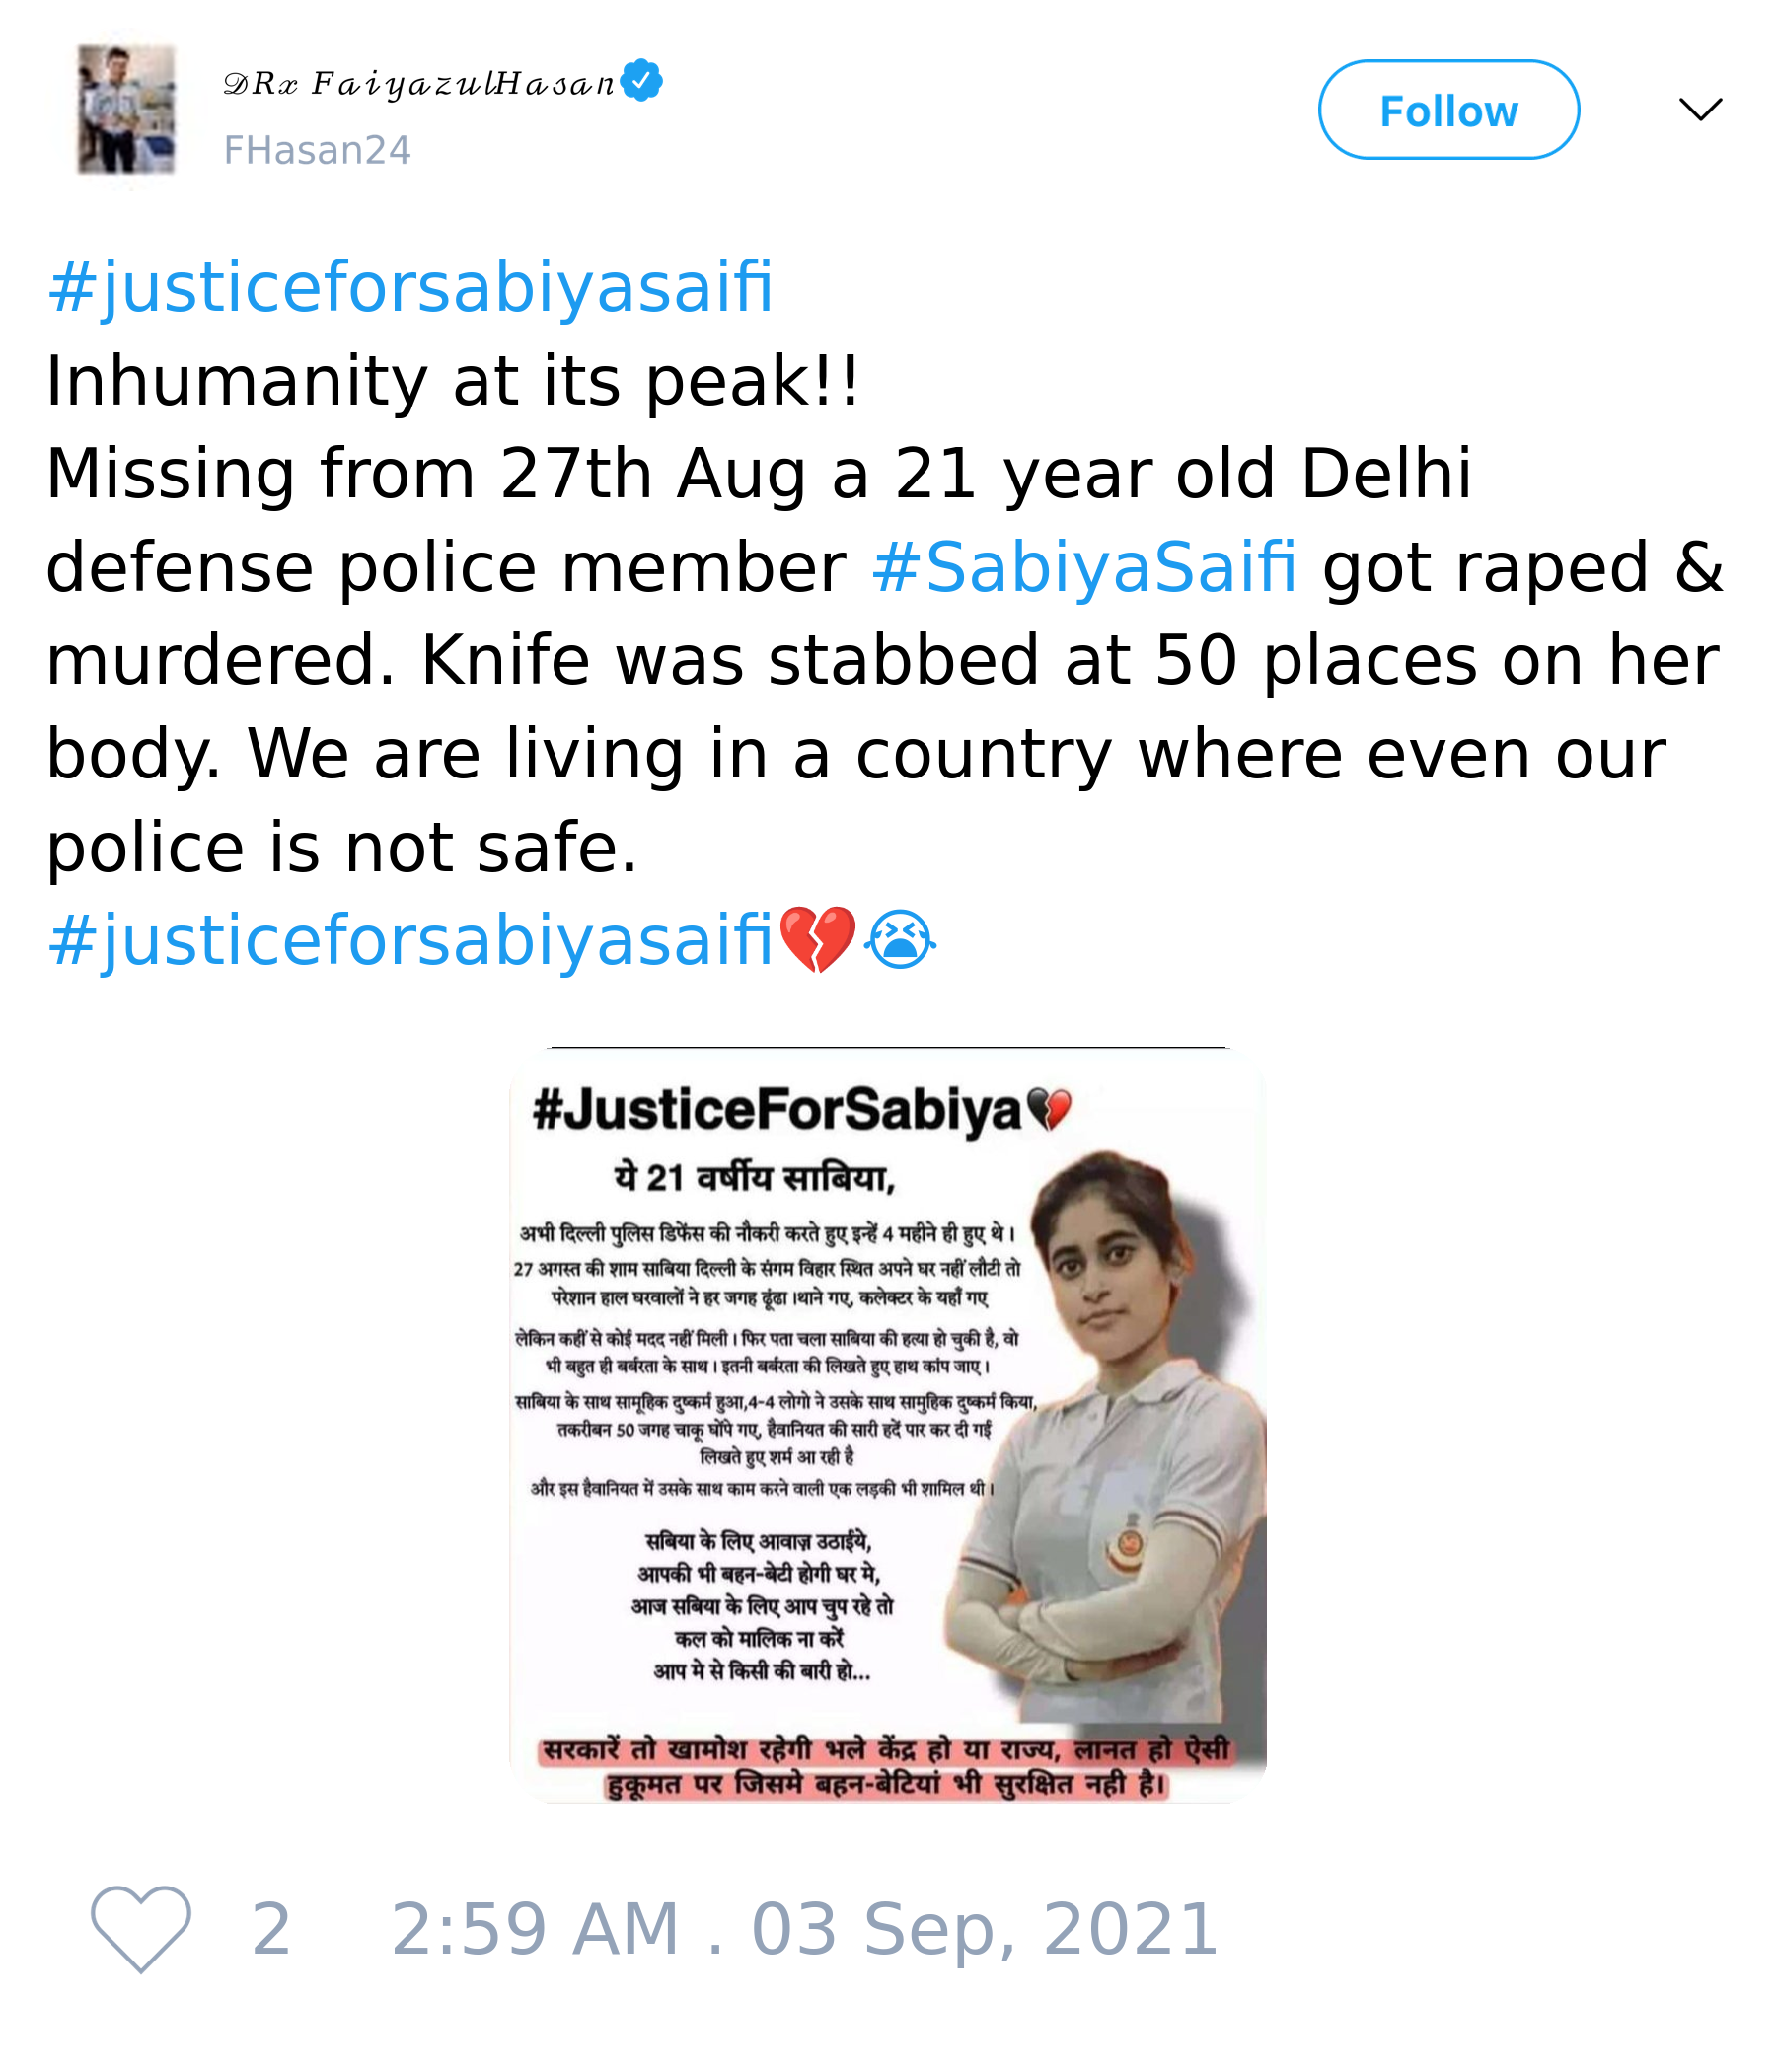 𝒟𝑅𝓍 𝐹𝒶𝒾𝓎𝒶𝓏𝓊𝓁𝐻𝒶𝓈𝒶𝓃
FHasan24
Follow
#justiceforsabiyasaifi
Inhumanity at its peak!!
Missing from 27th Aug a 21 year old Delhi
defense police member #SabiyaSaifi got raped &
murdered. Knife was stabbed at 50 places on her
body. We are living in a country where even our
police is not safe.
#justiceforsabiyasaifi💔😭
#JusticeForSabiya💔
ये 21 वर्षीय साबिया,
अभी दिल्ली पुलिस डिफेंस की नौकरी करते हुए इन्हें 4 महीने ही हुए थे।
27 अगस्त की शाम साबिया दिल्ली के संगम विहार स्थित अपने घर नहीं लौटी तो
परेशान हाल घरवालों ने हर जगह ढूंढा ।थाने गए, कलेक्टर के यहाँ गए
लेकिन कहीं से कोई मदद नहीं मिली। फिर पता चला साबिया की हत्या हो चुकी है, वो
भी बहुत ही बर्बरता के साथ। इतनी बर्बरता की लिखते हुए हाथ कांप जाए।
साबिया के साथ सामूहिक दुष्कर्म हुआ,4-4 लोगो ने उसके साथ सामुहिक दुष्कर्म किया,
तकरीबन 50 जगह चाकू घोंपे गए, हैवानियत की सारी हदें पार कर दी गई
लिखते हुए शर्म आ रही है
और इस हैवानियत में उसके साथ काम करने वाली एक लड़की भी शामिल थी।
सबिया के लिए आवाज़ उठाईये,
आपकी भी बहन-बेटी होगी घर मे,
आज सबिया के लिए आप चुप रहे तो
कल को मालिक ना करें
आप मे से किसी की बारी हो...
सरकारें तो खामोश रहेगी भले केंद्र हो या राज्य, लानत हो ऐसी
हुकूमत पर जिसमे बहन-बेटियां भी सुरक्षित नही है।
2 2:59 AM . 03 Sep, 2021